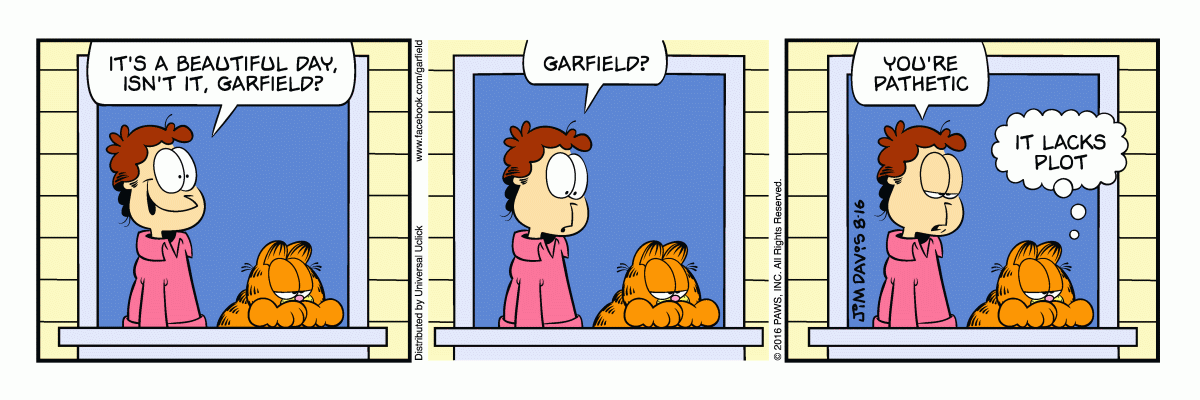 IT'S A BEAUTIFUL DAY,
ISN'T IT, GARFIELD?
Distributed by Universal Uclick
www.facebook.com/garfield
GARFIELD?
© 2016 PAWS, INC. All Rights Reserved.
YOU'RE
PATHETIC
IT LACKS
PLOT
JIM DAVIS 8·16